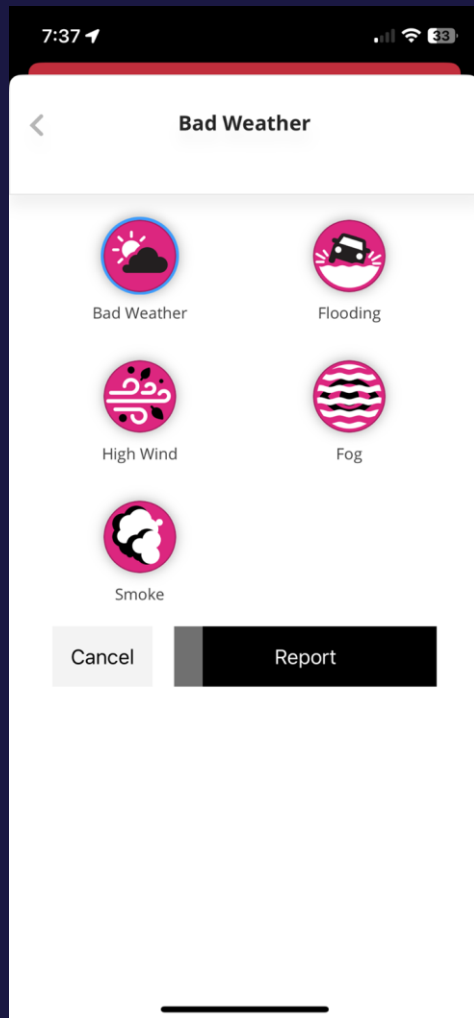 7:37
33
Bad Weather
Bad Weather
Flooding
High Wind
Fog
Smoke
Cancel
Report